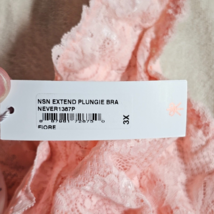 NSN EXTEND PLUNGIE BRA
NEVER1367P
FIORE
3X